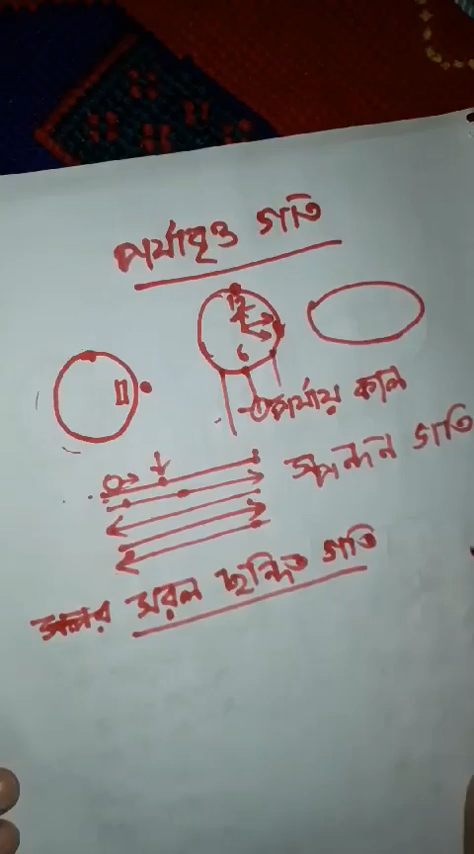 পর্যাবৃত্ত গতি
12
6
পর্যায় কাল
স্পন্দন গতি
সরল ছন্দিত গতি